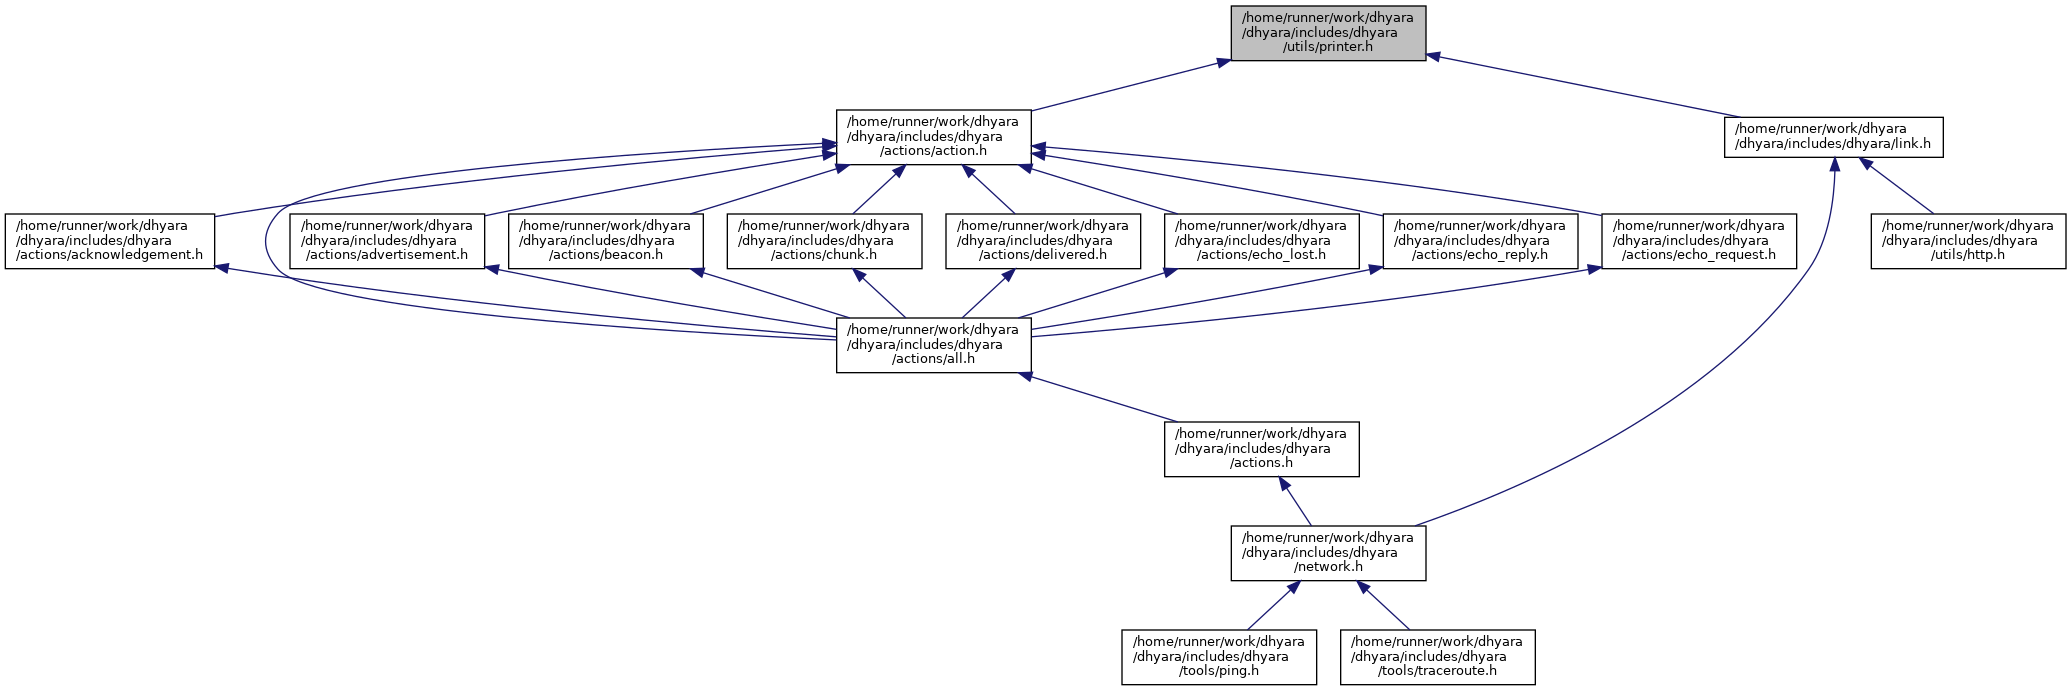 /home/runner/work/dhyara
/dhyara/includes/dhyara
/utils/printer.h
/home/runner/work/dhyara
/dhyara/includes/dhyara
/actions/action.h
/home/runner/work/dhyara
/dhyara/includes/dhyara/link.h
/home/runner/work/dhyara
/dhyara/includes/dhyara
/actions/acknowledgement.h
/home/runner/work/dhyara
/dhyara/includes/dhyara
/actions/advertisement.h
/home/runner/work/dhyara
/dhyara/includes/dhyara
/actions/beacon.h
/home/runner/work/dhyara
/dhyara/includes/dhyara
/actions/chunk.h
/home/runner/work/dhyara
/dhyara/includes/dhyara
/actions/delivered.h
/home/runner/work/dhyara
/dhyara/includes/dhyara
/actions/echo_lost.h
/home/runner/work/dhyara
/dhyara/includes/dhyara
/actions/echo_reply.h
/home/runner/work/dhyara
/dhyara/includes/dhyara
/actions/echo_request.h
/home/runner/work/dhyara
/dhyara/includes/dhyara
/utils/http.h
/home/runner/work/dhyara
/dhyara/includes/dhyara
/actions/all.h
/home/runner/work/dhyara
/dhyara/includes/dhyara
/actions.h
/home/runner/work/dhyara
/dhyara/includes/dhyara
/network.h
/home/runner/work/dhyara
/dhyara/includes/dhyara
/tools/ping.h
/home/runner/work/dhyara
/dhyara/includes/dhyara
/tools/traceroute.h